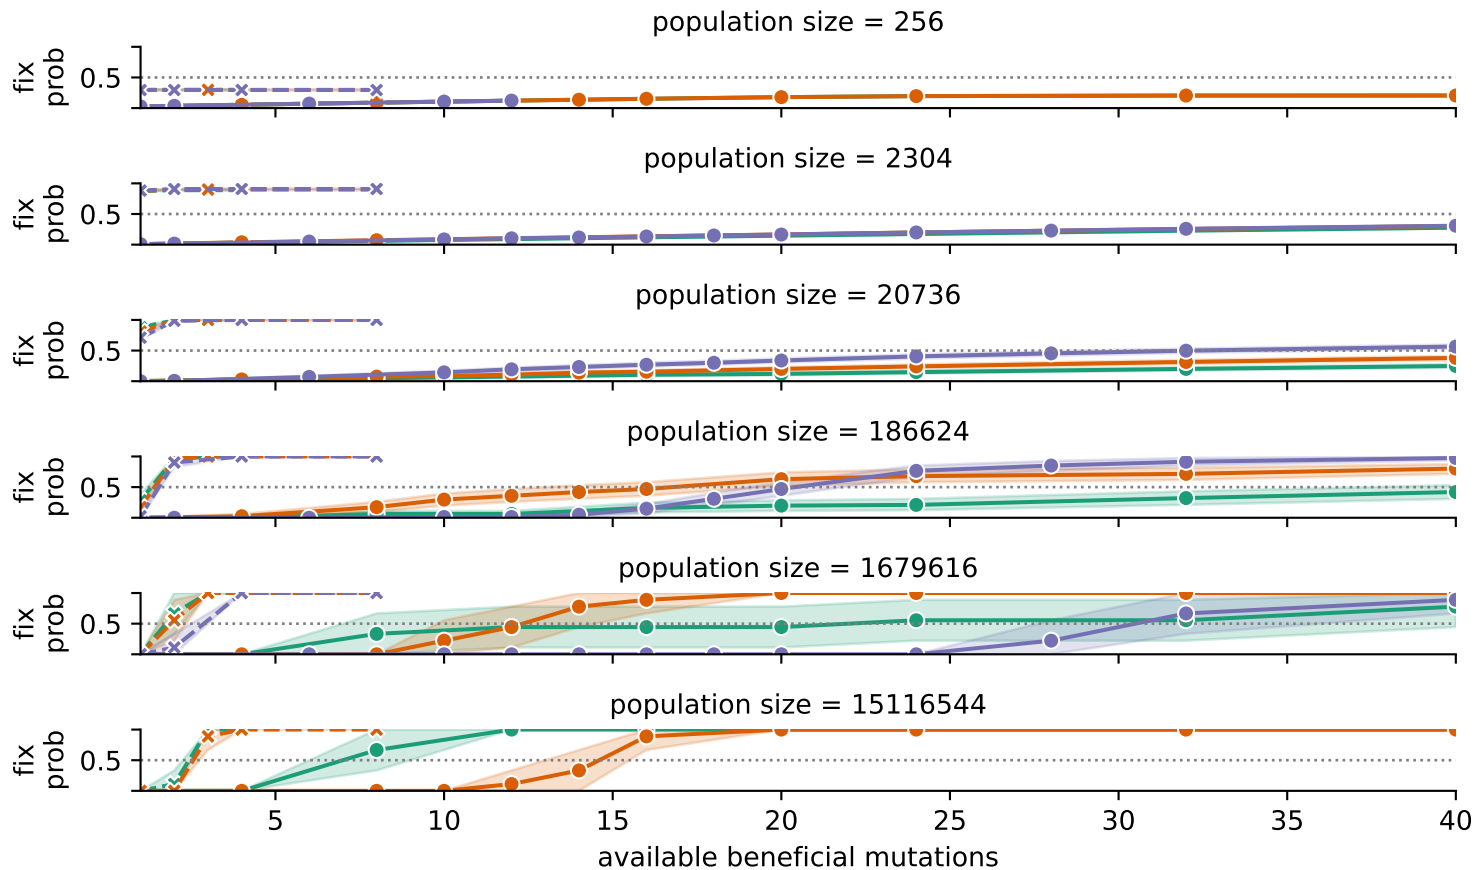 population size = 256
fix
prob
0.5
population size = 2304
fix
prob
0.5
population size = 20736
fix
prob
0.5
population size = 186624
fix
prob
0.5
population size = 1679616
fix
prob
0.5
population size = 15116544
fix
prob
0.5
5 10 15 20 25 30 35 40
available beneficial mutations